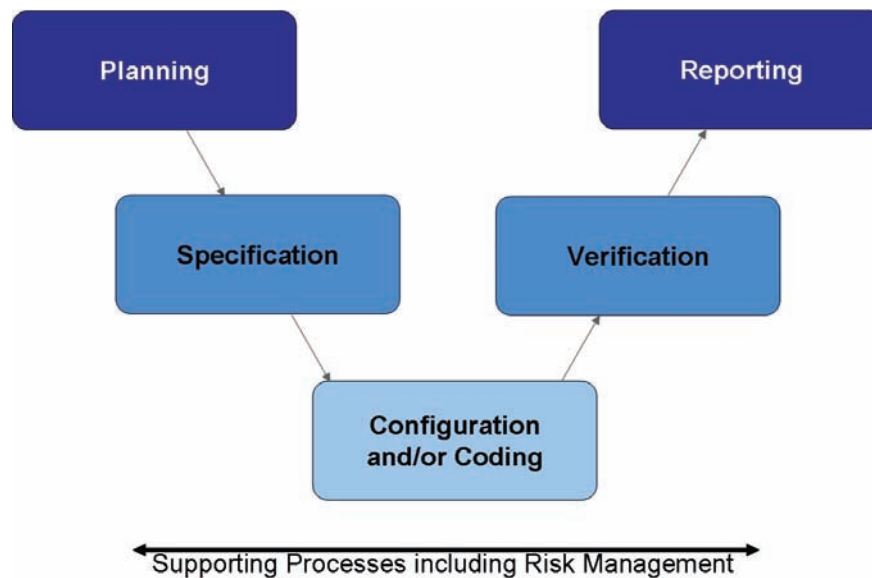 Planning
Reporting
Specification
Verification
Configuration
and/or Coding
Supporting Processes including Risk Management